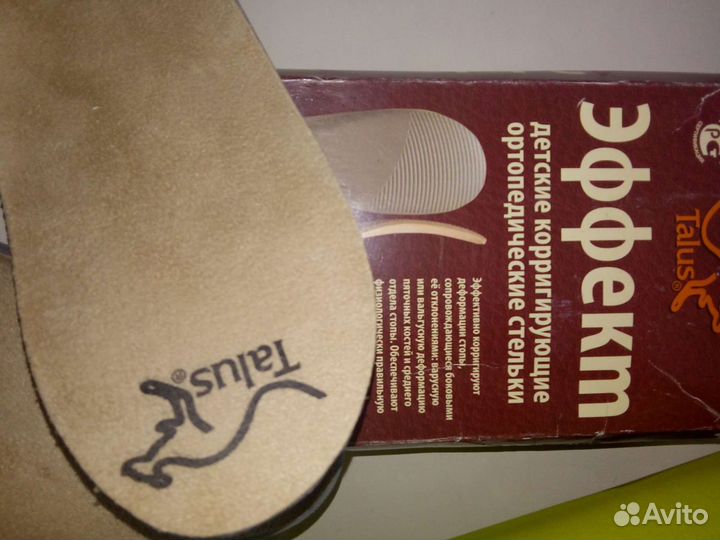 Эффект
детские корригирующие
ортопедические стельки
Эффективно корригируют
деформации стопы,
сопровождающиеся боковыми
её отклонениями: варусную
или вальгусную деформацию
пяточных костей и среднего
отдела стопы. Обеспечивают
физиологически правильную
Talus®
Talus®
РСТ
Avito